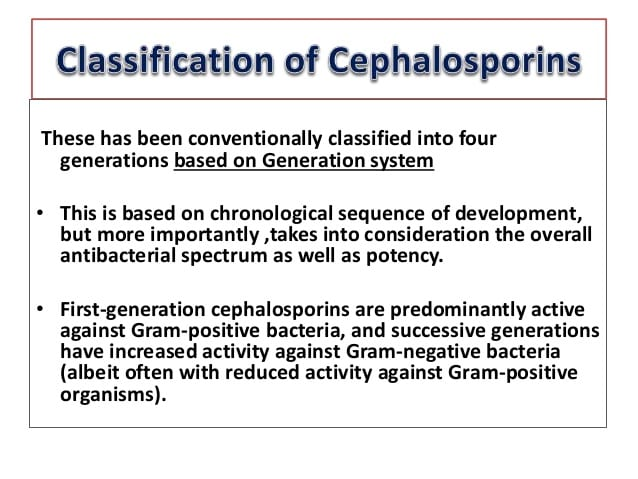 Classification of Cephalosporins
These has been conventionally classified into four
generations based on Generation system
• This is based on chronological sequence of development,
but more importantly ,takes into consideration the overall
antibacterial spectrum as well as potency.
• First-generation cephalosporins are predominantly active
against Gram-positive bacteria, and successive generations
have increased activity against Gram-negative bacteria
(albeit often with reduced activity against Gram-positive
organisms).